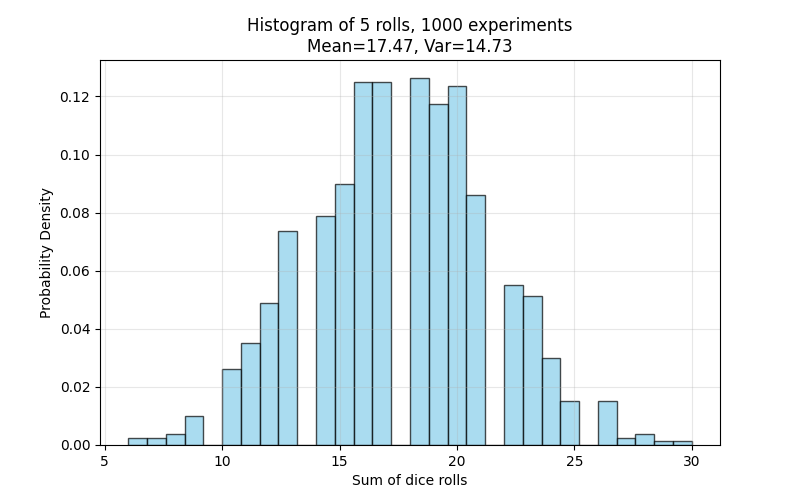 Histogram of 5 rolls, 1000 experiments
Mean=17.47, Var=14.73
0.12
0.10
0.08
0.06
0.04
0.02
0.00
Probability Density
5 10 15 20 25 30
Sum of dice rolls